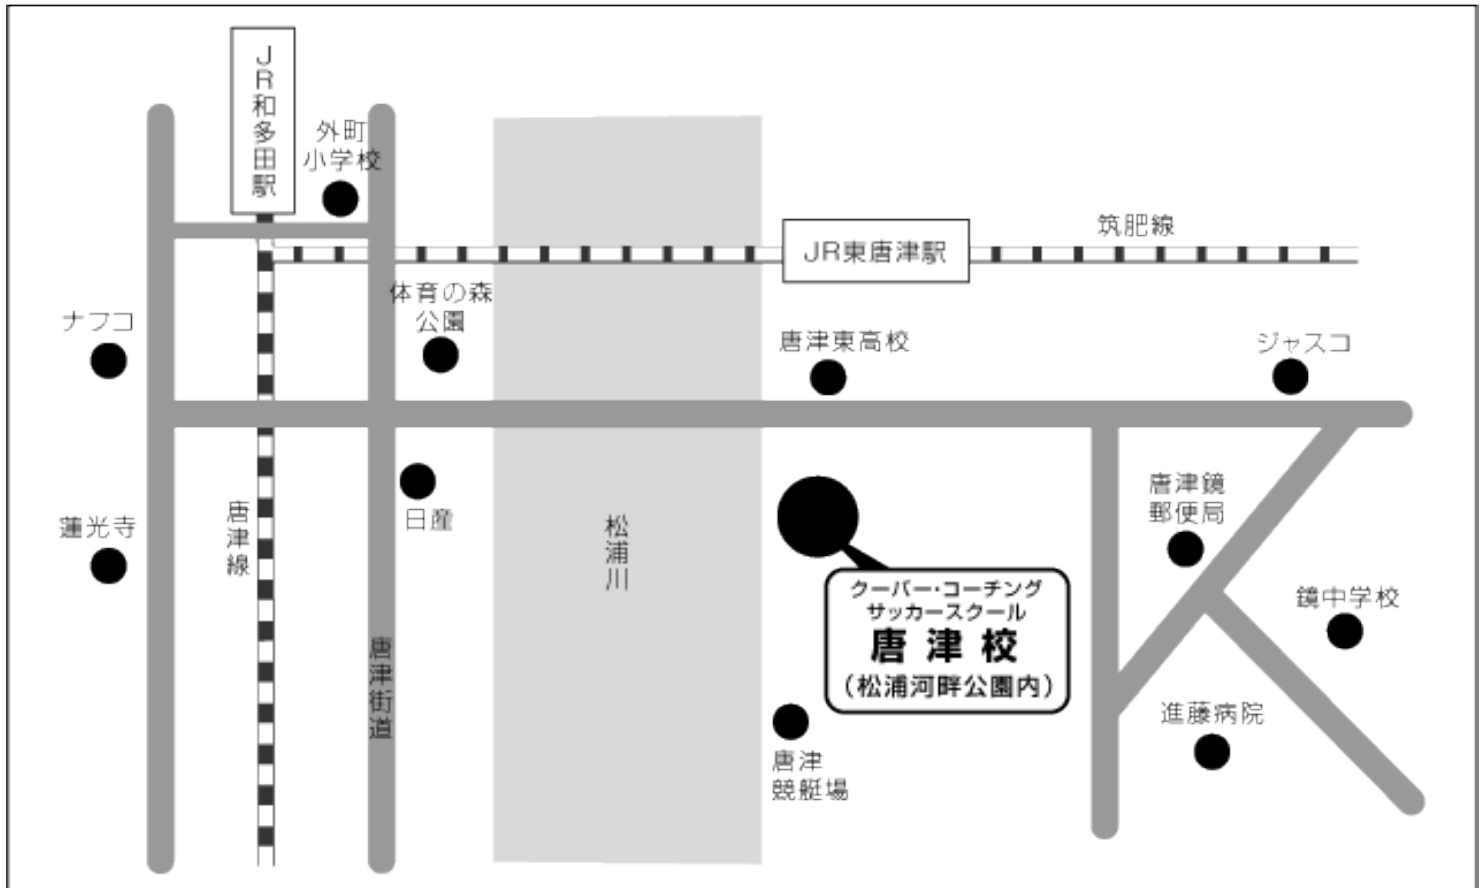 JR和多田駅
外町
小学校
筑肥線
JR東唐津駅
体育の森
公園
ナフコ
唐津東高校
ジャスコ
唐津鏡
郵便局
日産
蓮光寺
唐津線
松浦川
クーバー・コーチング
サッカースクール
唐津校
(松浦河畔公園内)
鏡中学校
唐津街道
進藤病院
唐津
競艇場